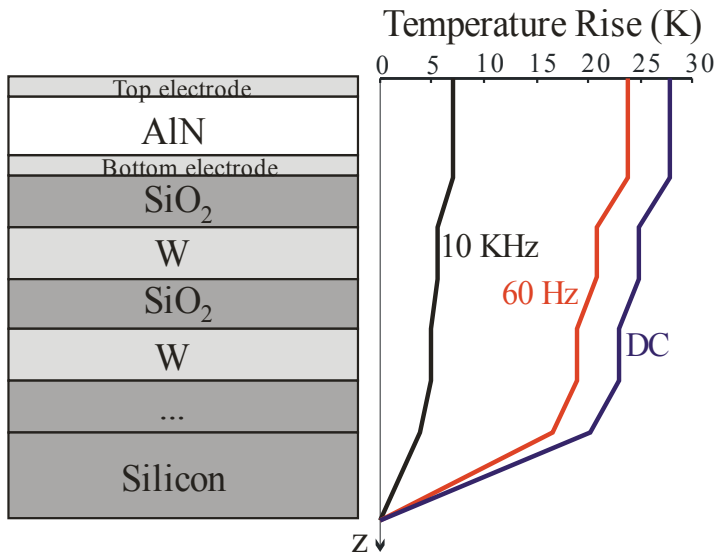 Temperature Rise (K)
0 5 10 15 20 25 30
Top electrode
AlN
Bottom electrode
SiO₂
W
SiO₂
W
...
Silicon
10 KHz
60 Hz
DC
z